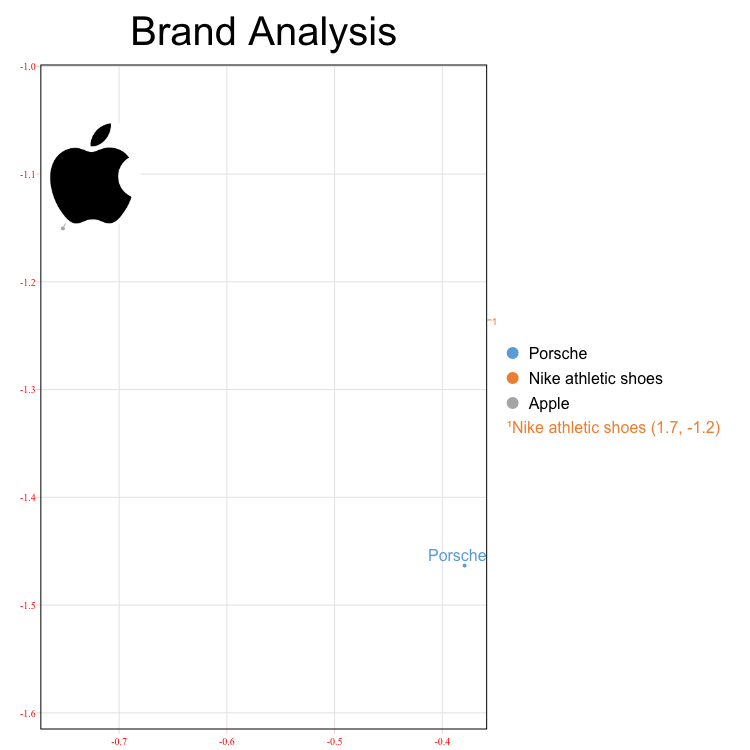 Brand Analysis
-1.0
-1.1
-1.2
1
-1.3
Porsche
Nike athletic shoes
Apple
¹Nike athletic shoes (1.7, -1.2)
-1.4
Porsche
-1.5
-1.6
-0.7 -0.6 -0.5 -0.4